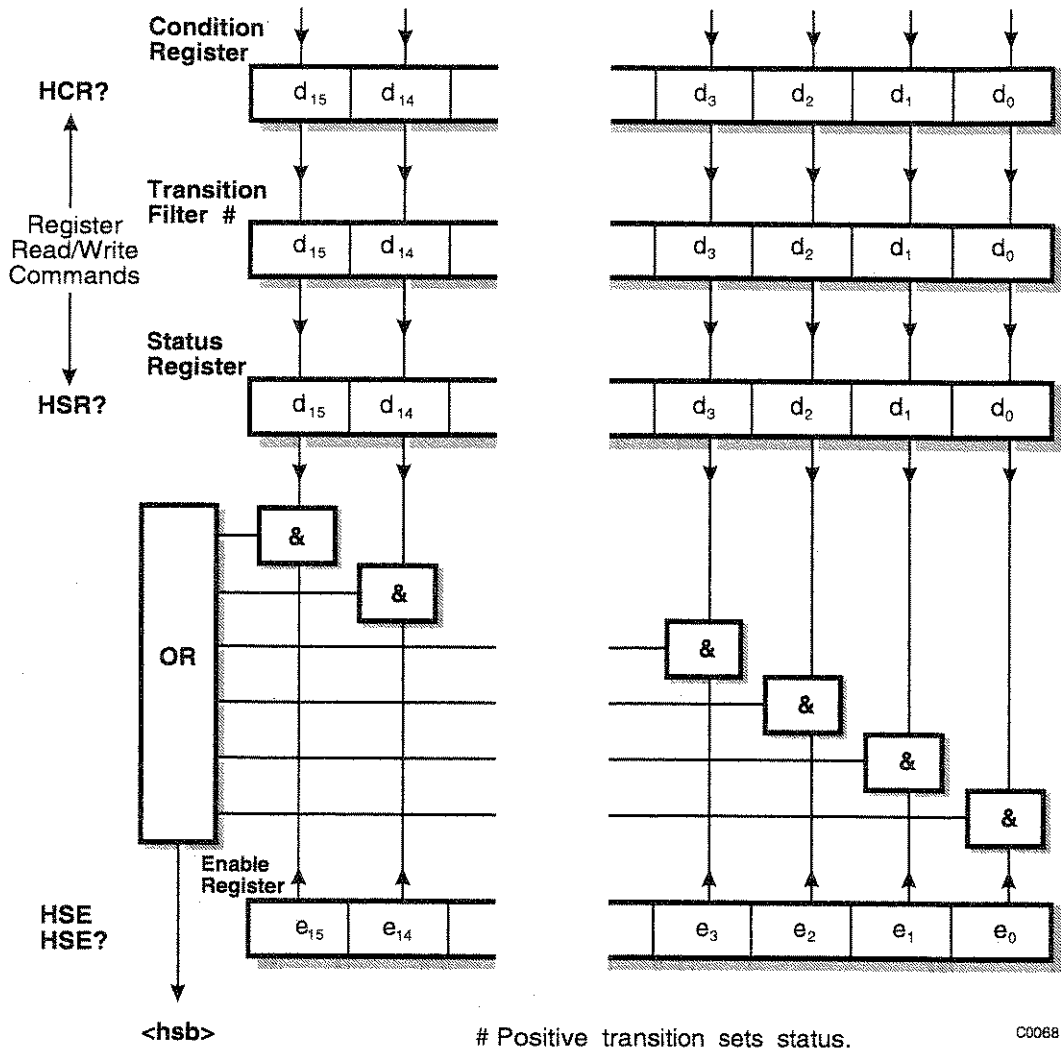 Condition
Register
HCR?
d15 d14 d3 d2 d1 d0
Transition
Filter #
Register
Read/Write
Commands
d15 d14 d3 d2 d1 d0
Status
Register
HSR?
d15 d14 d3 d2 d1 d0
&
&
OR
&
&
&
&
Enable
Register
HSE
HSE?
e15 e14 e3 e2 e1 e0
<hsb>
# Positive transition sets status.
C0068